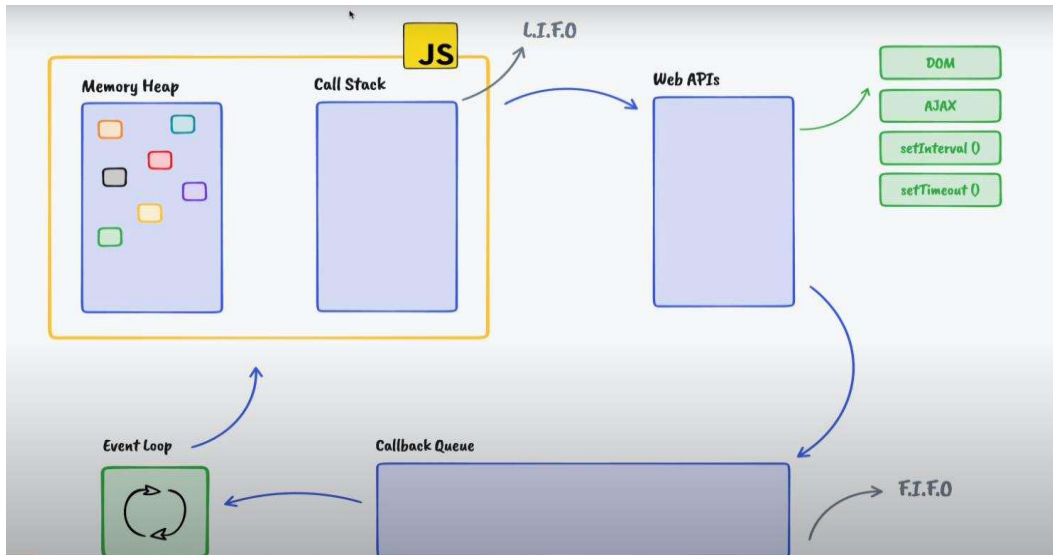 JS
L.I.F.O
Memory Heap
Call Stack
Web APIs
DOM
AJAX
setInterval ()
setTimeout ()
Event Loop
Callback Queue
F.I.F.O